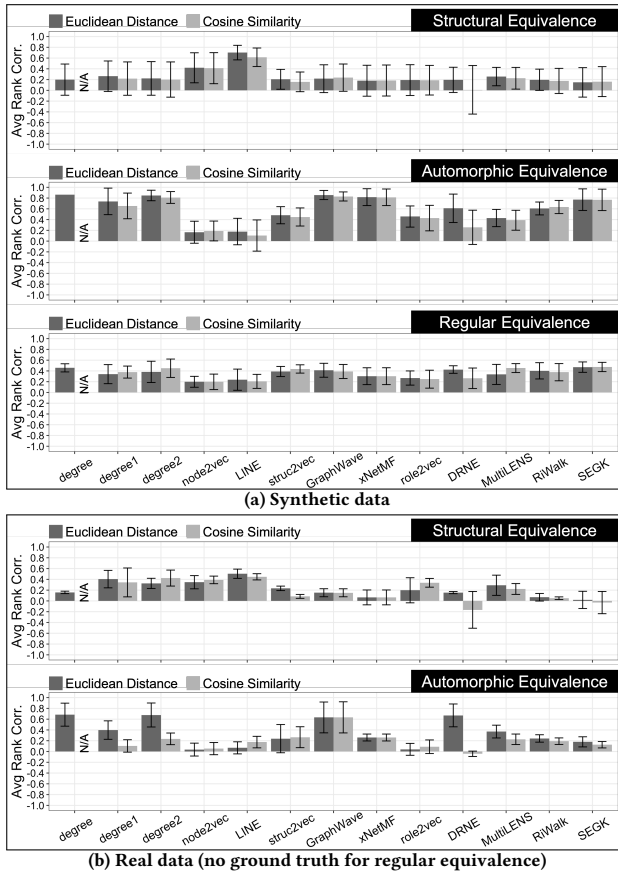 Euclidean Distance Cosine Similarity Structural Equivalence
Avg Rank Corr.
1.0
0.8
0.6
0.4
0.2
0.0
-0.2
-0.4
-0.6
-0.8
-1.0
N/A
Euclidean Distance Cosine Similarity Automorphic Equivalence
Avg Rank Corr.
1.0
0.8
0.6
0.4
0.2
0.0
-0.2
-0.4
-0.6
-0.8
-1.0
N/A
Euclidean Distance Cosine Similarity Regular Equivalence
Avg Rank Corr.
1.0
0.8
0.6
0.4
0.2
0.0
-0.2
-0.4
-0.6
-0.8
-1.0
N/A
degree degree1 degree2 node2vec LINE struc2vec GraphWave xNetMF role2vec DRNE MultiLENS RiWalk SEGK
(a) Synthetic data
Euclidean Distance Cosine Similarity Structural Equivalence
Avg Rank Corr.
1.0
0.8
0.6
0.4
0.2
0.0
-0.2
-0.4
-0.6
-0.8
-1.0
N/A
Euclidean Distance Cosine Similarity Automorphic Equivalence
Avg Rank Corr.
1.0
0.8
0.6
0.4
0.2
0.0
-0.2
-0.4
-0.6
-0.8
-1.0
N/A
degree degree1 degree2 node2vec LINE struc2vec GraphWave xNetMF role2vec DRNE MultiLENS RiWalk SEGK
(b) Real data (no ground truth for regular equivalence)